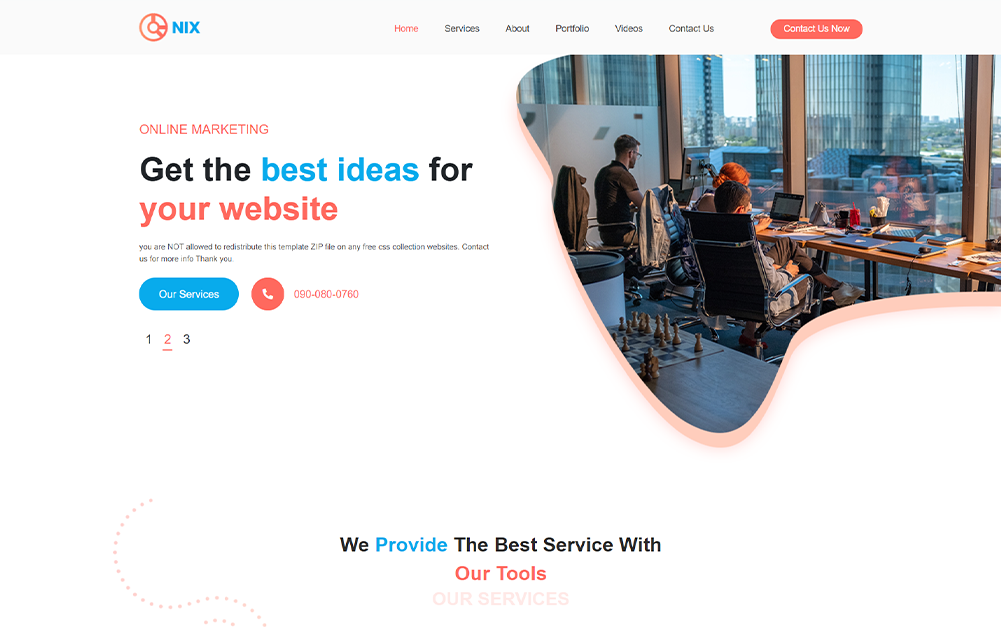 NIX
Home Services About Portfolio Videos Contact Us
Contact Us Now
ONLINE MARKETING
Get the best ideas for
your website
you are NOT allowed to redistribute this template ZIP file on any free css collection websites. Contact
us for more info Thank you.
Our Services
090-080-0760
1 2 3
We Provide The Best Service With
Our Tools
OUR SERVICES